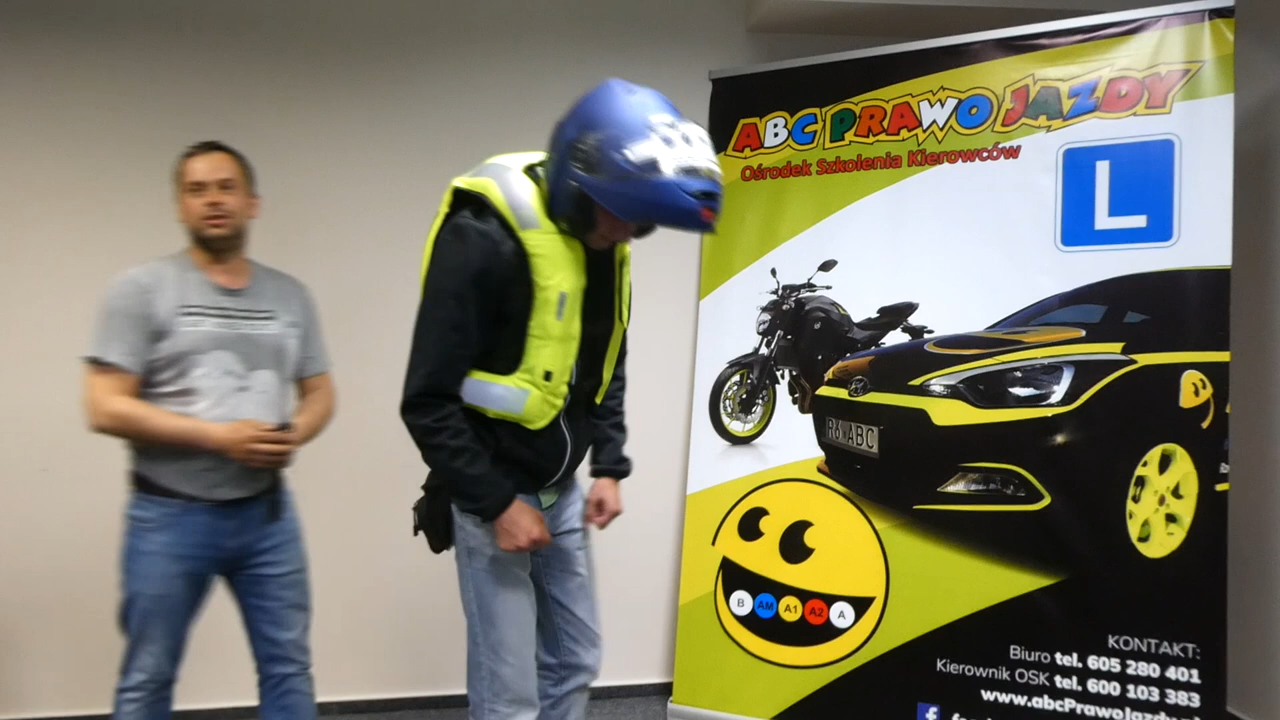 ABC PRAWO JAZDY
Ośrodek Szkolenia Kierowców
L
R6 ABC
B AM A1 A2 A
KONTAKT:
Biuro tel. 605 280 401
Kierownik OSK tel. 600 103 383
www.abcPrawoJazdy